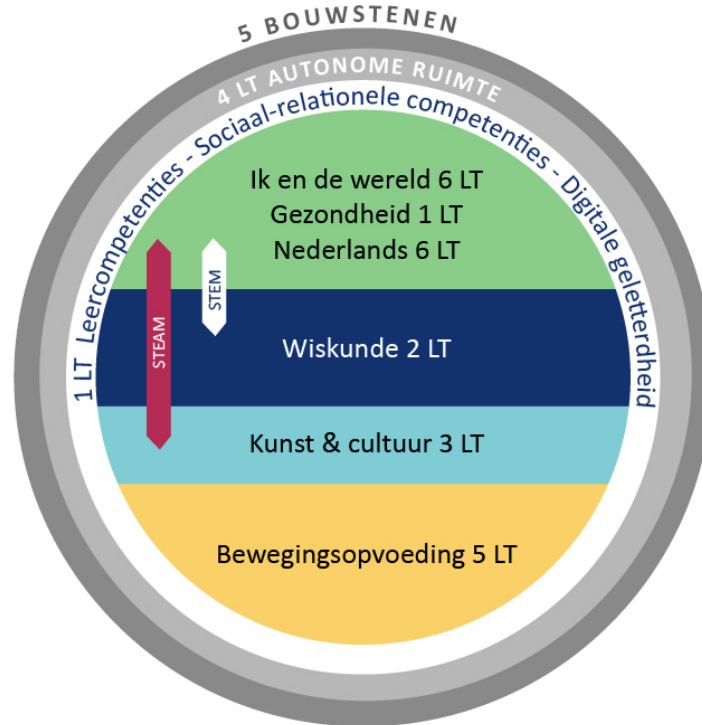 5 BOUWSTENEN
4 LT AUTONOME RUIMTE
1 LT Leercompetenties - Sociaal-relationele competenties - Digitale geletterdheid
Ik en de wereld 6 LT
Gezondheid 1 LT
Nederlands 6 LT
STEAM
STEM
Wiskunde 2 LT
Kunst & cultuur 3 LT
Bewegingsopvoeding 5 LT